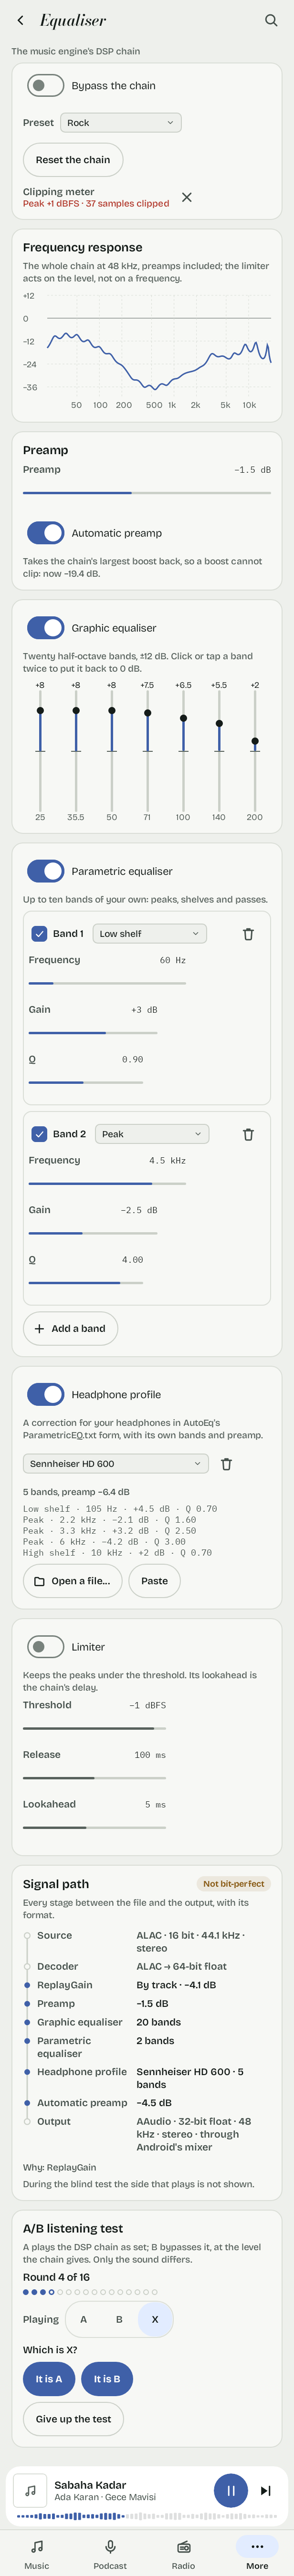 Equaliser
The music engine's DSP chain
Bypass the chain
Preset Rock
Reset the chain
Clipping meter
Peak +1 dBFS · 37 samples clipped
Frequency response
The whole chain at 48 kHz, preamps included; the limiter
acts on the level, not on a frequency.
+12
0
−12
−24
−36
50 100 200 500 1k 2k 5k 10k
Preamp
Preamp −1.5 dB
Automatic preamp
Takes the chain's largest boost back, so a boost cannot
clip: now −19.4 dB.
Graphic equaliser
Twenty half-octave bands, ±12 dB. Click or tap a band
twice to put it back to 0 dB.
+8 +8 +8 +7.5 +6.5 +5.5 +2
25 35.5 50 71 100 140 200
Parametric equaliser
Up to ten bands of your own: peaks, shelves and passes.
Band 1 Low shelf
Frequency 60 Hz
Gain +3 dB
Q 0.90
Band 2 Peak
Frequency 4.5 kHz
Gain −2.5 dB
Q 4.00
Add a band
Headphone profile
A correction for your headphones in AutoEq's
ParametricEQ.txt form, with its own bands and preamp.
Sennheiser HD 600
5 bands, preamp −6.4 dB
Low shelf · 105 Hz · +4.5 dB · Q 0.70
Peak · 2.2 kHz · −2.1 dB · Q 1.60
Peak · 3.3 kHz · +3.2 dB · Q 2.50
Peak · 6 kHz · −4.2 dB · Q 3.00
High shelf · 10 kHz · +2 dB · Q 0.70
Open a file… Paste
Limiter
Keeps the peaks under the threshold. Its lookahead is
the chain's delay.
Threshold −1 dBFS
Release 100 ms
Lookahead 5 ms
Signal path Not bit-perfect
Every stage between the file and the output, with its
format.
Source ALAC · 16 bit · 44.1 kHz ·
stereo
Decoder ALAC → 64-bit float
ReplayGain By track · −4.1 dB
Preamp −1.5 dB
Graphic equaliser 20 bands
Parametric 2 bands
equaliser
Headphone profile Sennheiser HD 600 · 5
bands
Automatic preamp −4.5 dB
Output AAudio · 32-bit float · 48
kHz · stereo · through
Android's mixer
Why: ReplayGain
During the blind test the side that plays is not shown.
A/B listening test
A plays the DSP chain as set; B bypasses it, at the level
the chain gives. Only the sound differs.
Round 4 of 16
Playing A B X
Which is X?
It is A It is B
Give up the test
Sabaha Kadar
Ada Karan · Gece Mavisi
Music Podcast Radio More